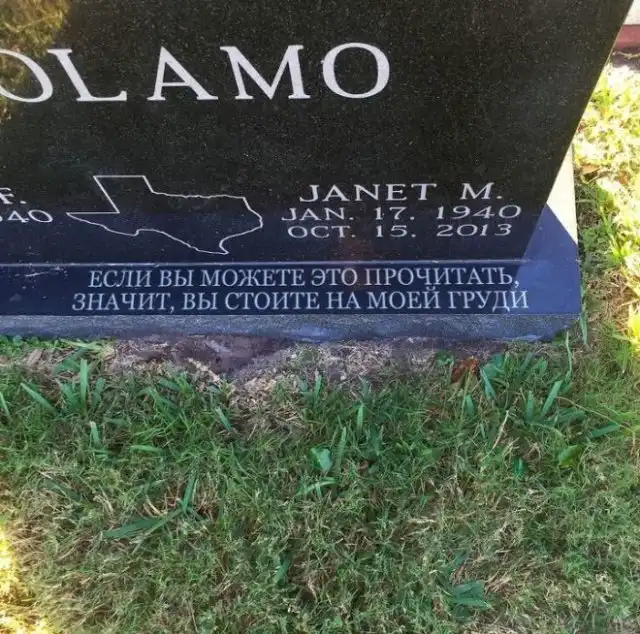 OLAMO
F.
JANET M.
JAN. 17. 1940
OCT. 15. 2013
ЕСЛИ ВЫ МОЖЕТЕ ЭТО ПРОЧИТАТЬ,
ЗНАЧИТ, ВЫ СТОИТЕ НА МОЕЙ ГРУДИ